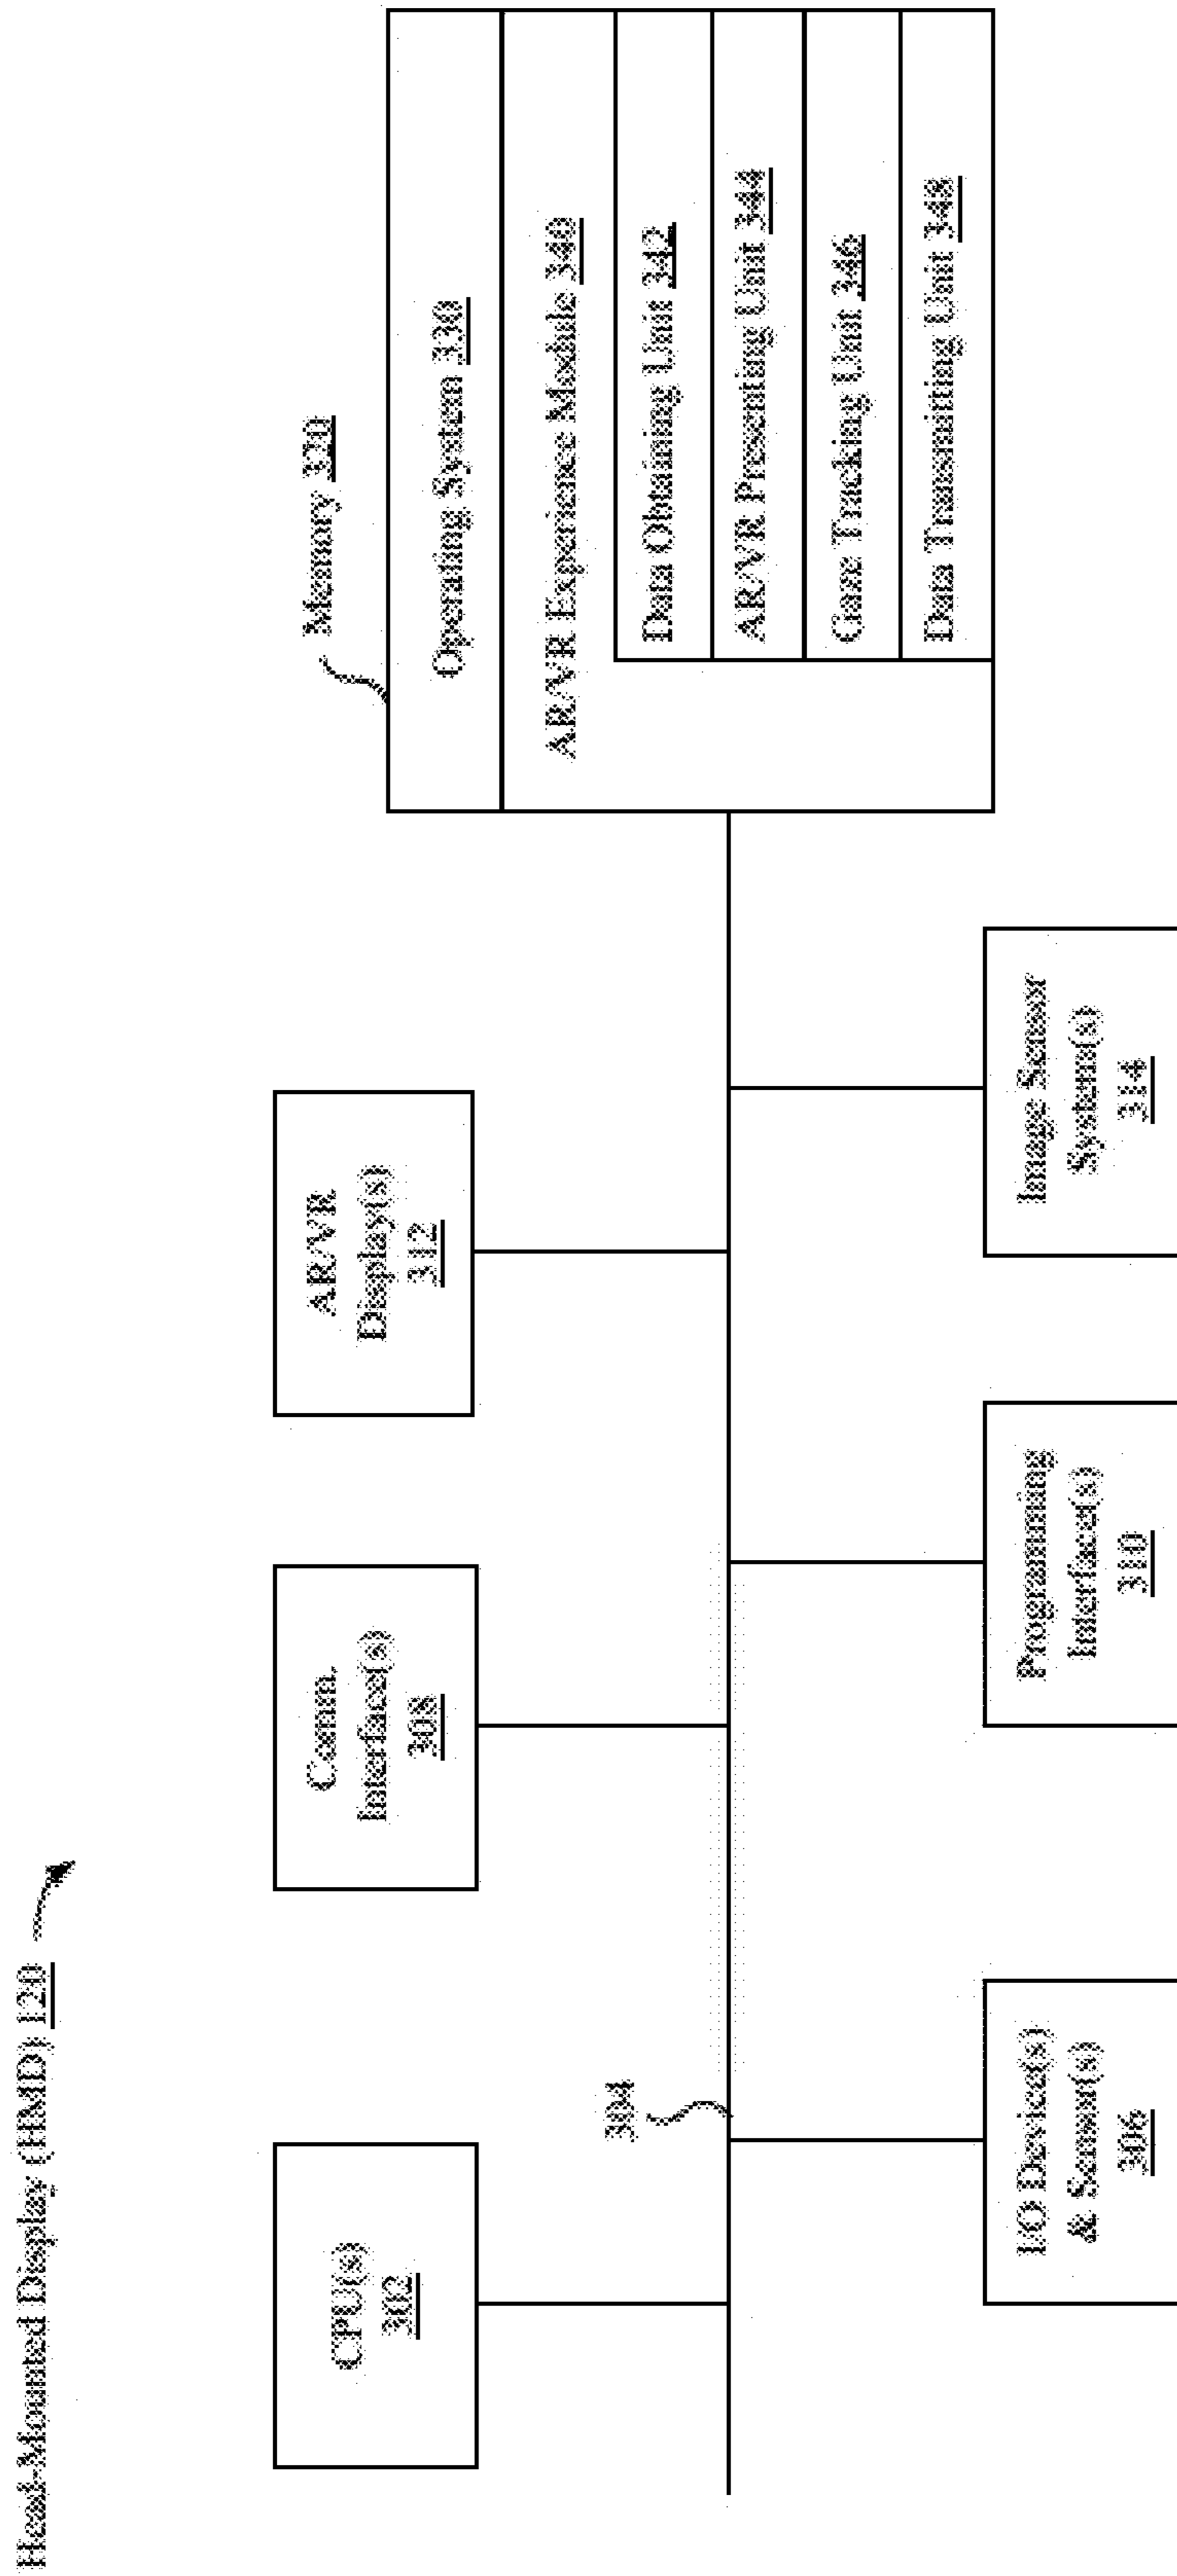 Head-Mounted Display (HMD) 120
CPU(s)
302
Comm.
Interface(s)
308
AR/VR
Display(s)
312
304
I/O Device(s)
& Sensor(s)
306
Programming
Interface(s)
310
Image Sensor
System(s)
314
Memory 320
Operating System 330
AR/VR Experience Module 340
Data Obtaining Unit 342
AR/VR Presenting Unit 344
Gaze Tracking Unit 346
Data Transmitting Unit 348